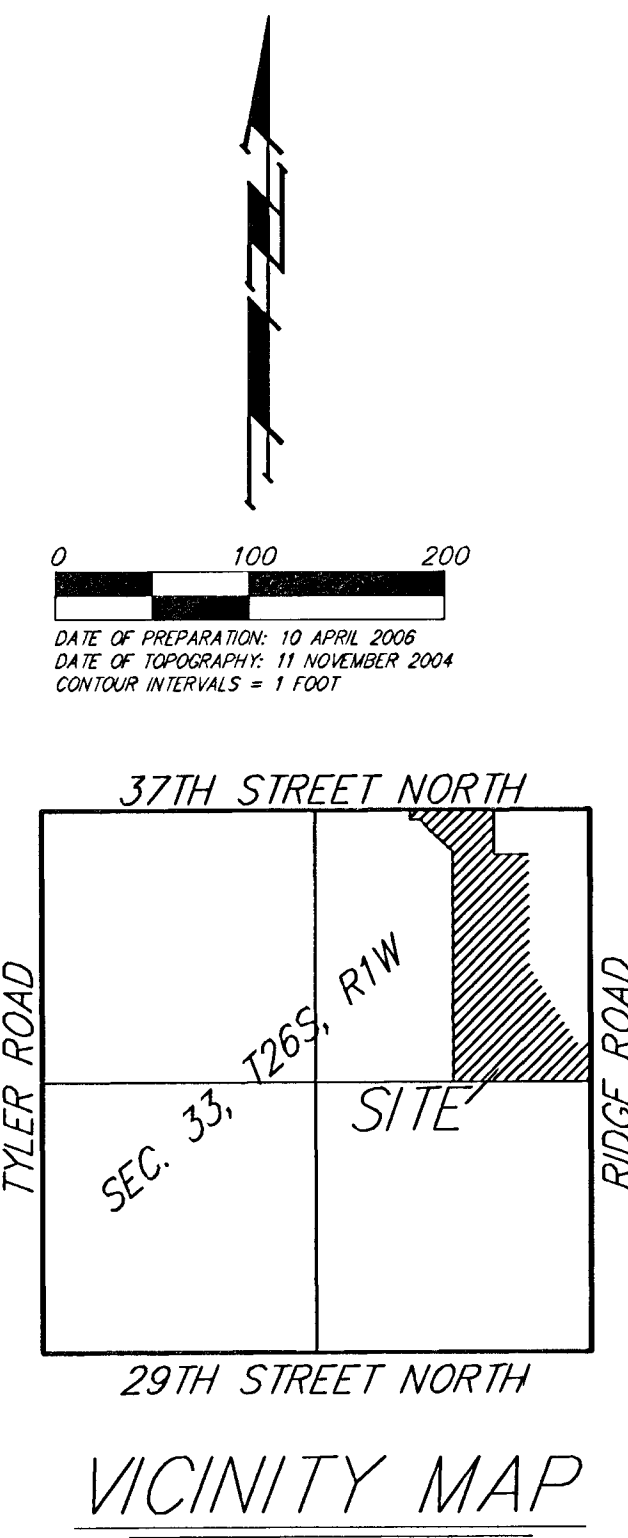 0 100 200
DATE OF PREPARATION: 10 APRIL 2006
DATE OF TOPOGRAPHY: 11 NOVEMBER 2004
CONTOUR INTERVALS = 1 FOOT
37TH STREET NORTH
TYLER ROAD
SEC. 33, T26S, R1W
SITE
RIDGE ROAD
29TH STREET NORTH
VICINITY MAP